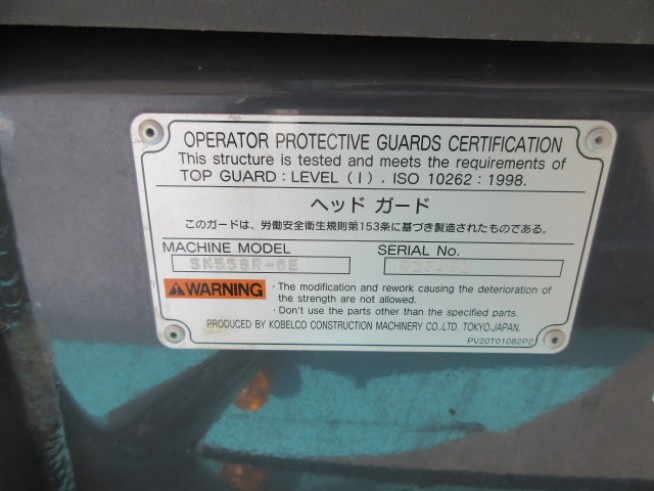 OPERATOR PROTECTIVE GUARDS CERTIFICATION
This structure is tested and meets the requirements of
TOP GUARD : LEVEL ( I ) , ISO 10262 : 1998.
ヘッド ガード
このガードは、労働安全衛生規則第153条に基づき製造されたものである。
MACHINE MODEL SERIAL No.
SK55SR-6E
WARNING
· The modification and rework causing the deterioration of
the strength are not allowed.
· Don't use the parts other than the specified parts.
PRODUCED BY KOBELCO CONSTRUCTION MACHINERY CO.,LTD. TOKYO.JAPAN.
PV20T01082P2